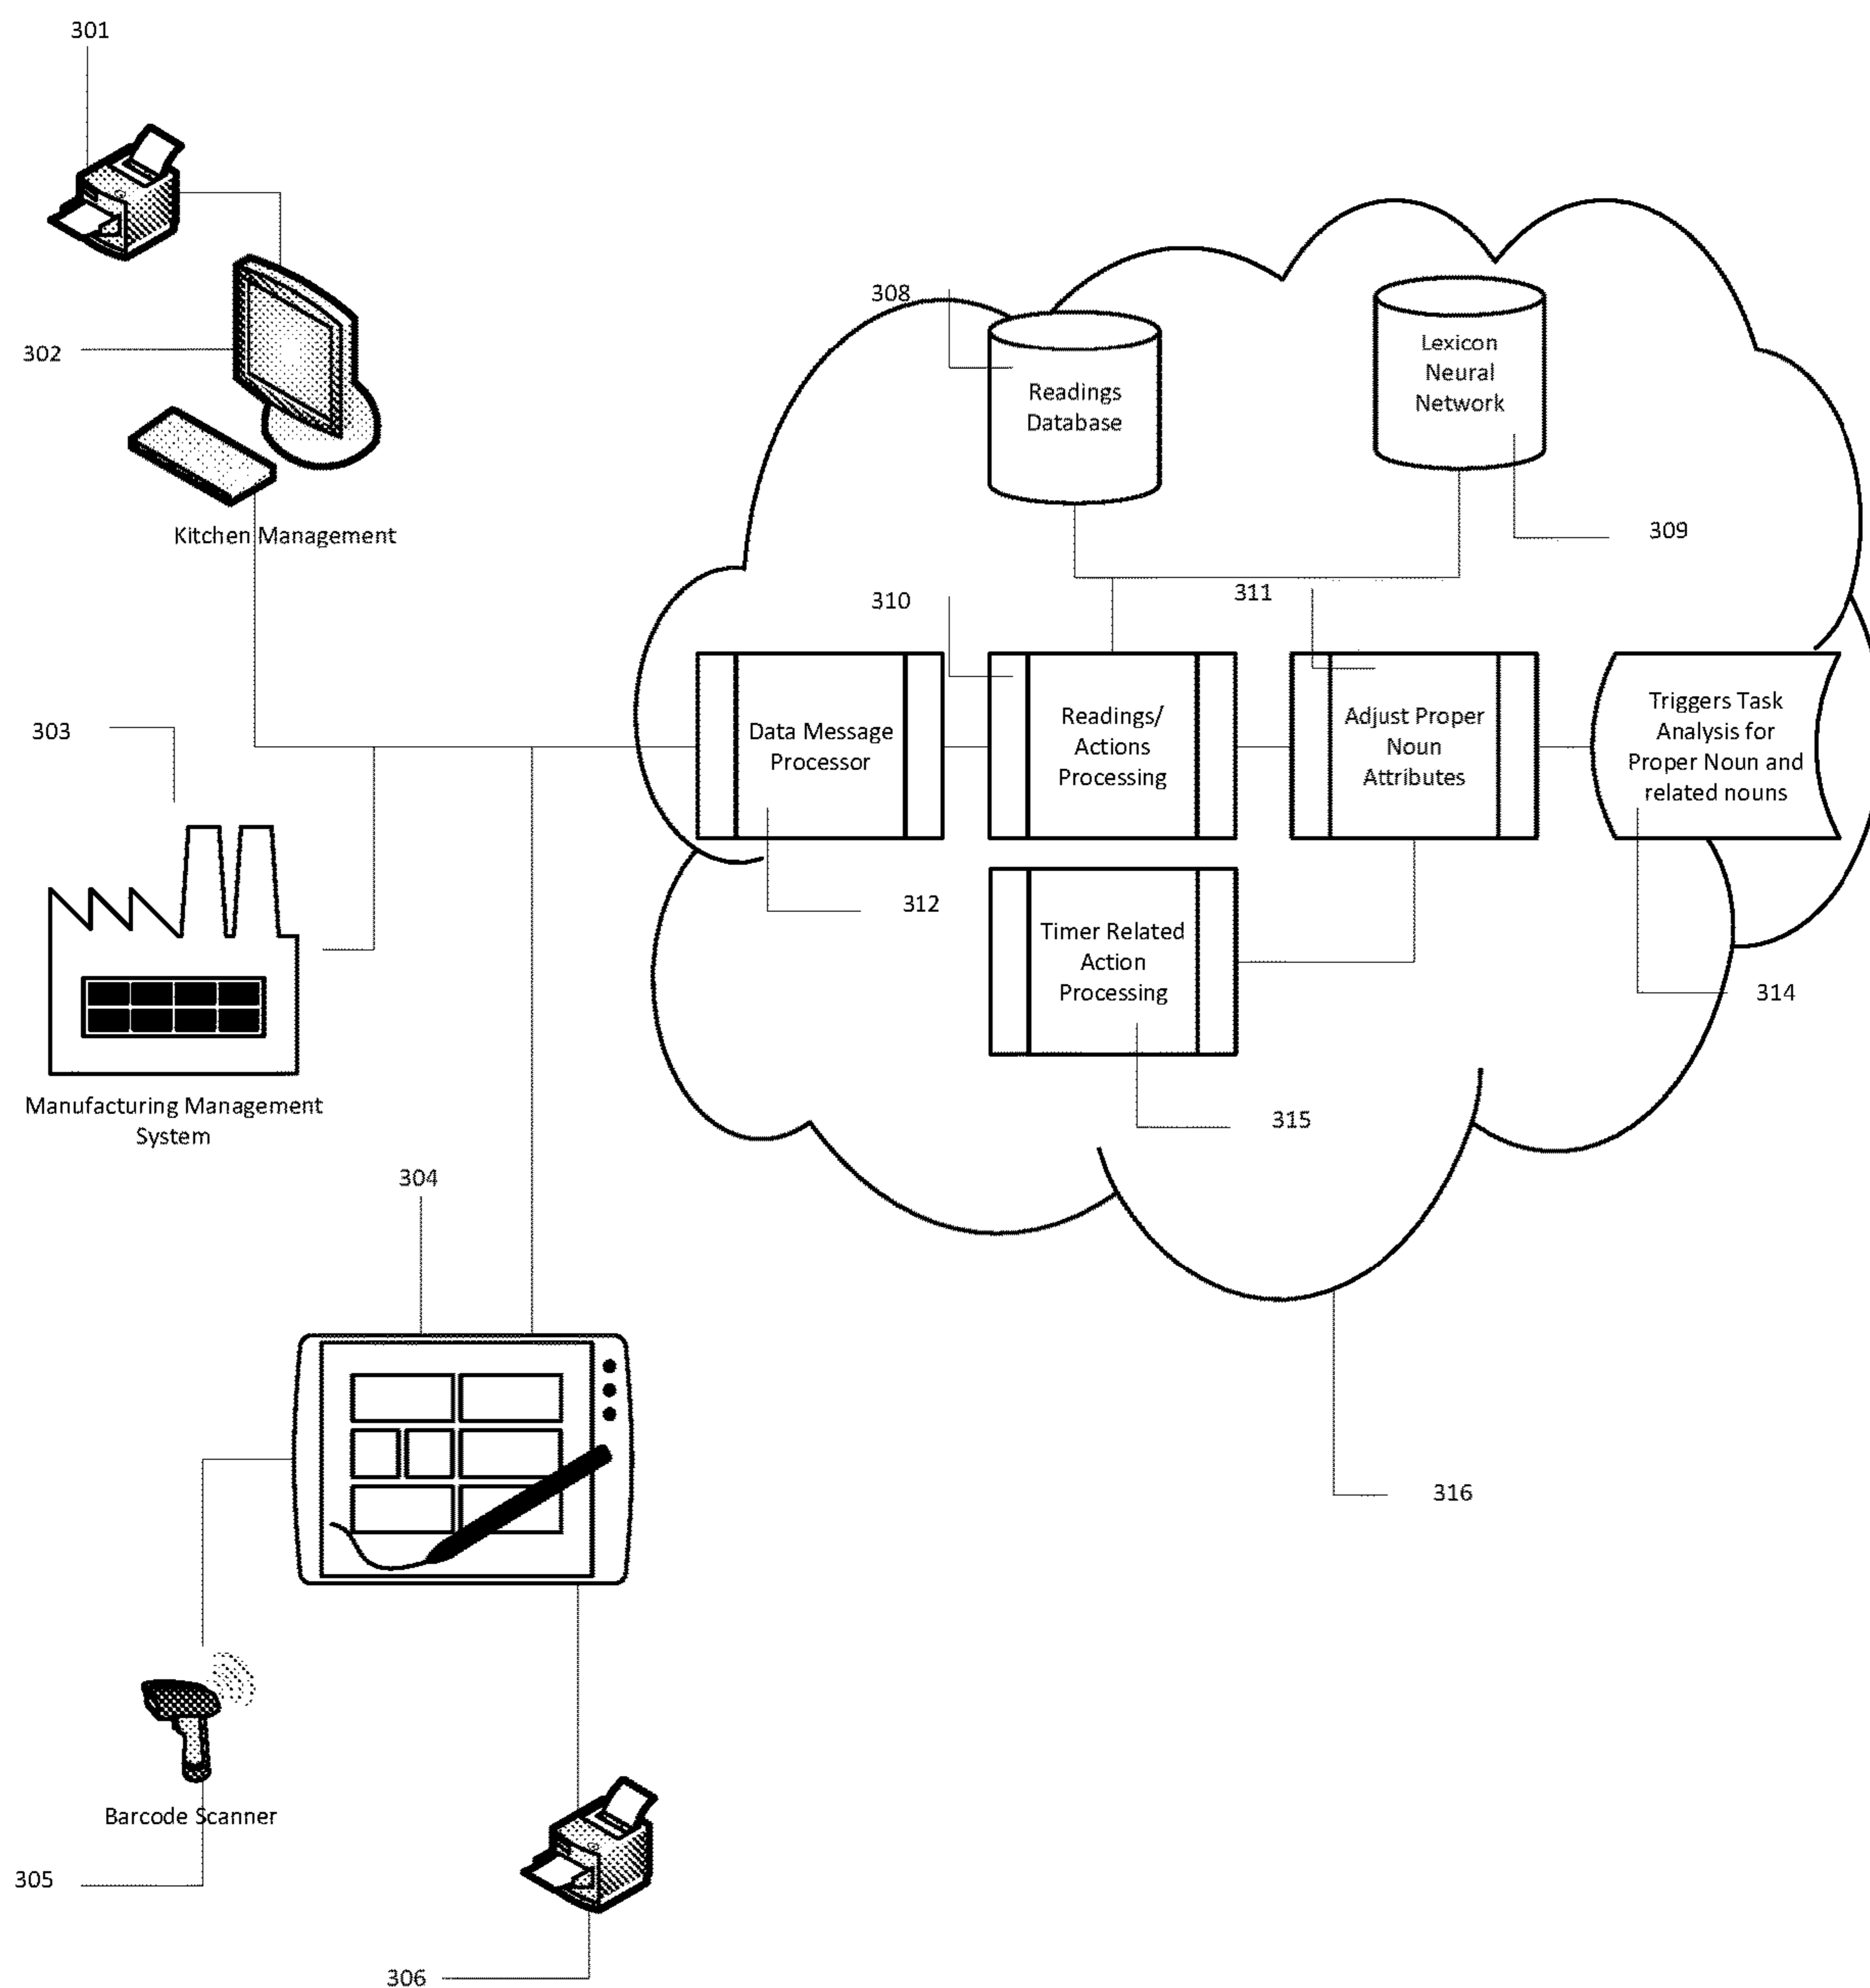 301
302
Kitchen Management
303
Manufacturing Management
System
304
305
Barcode Scanner
306
308
Readings
Database
Lexicon
Neural
Network
309
310
311
Data Message
Processor
Readings/
Actions
Processing
Adjust Proper
Noun
Attributes
Triggers Task
Analysis for
Proper Noun and
related nouns
312
Timer Related
Action
Processing
314
315
316